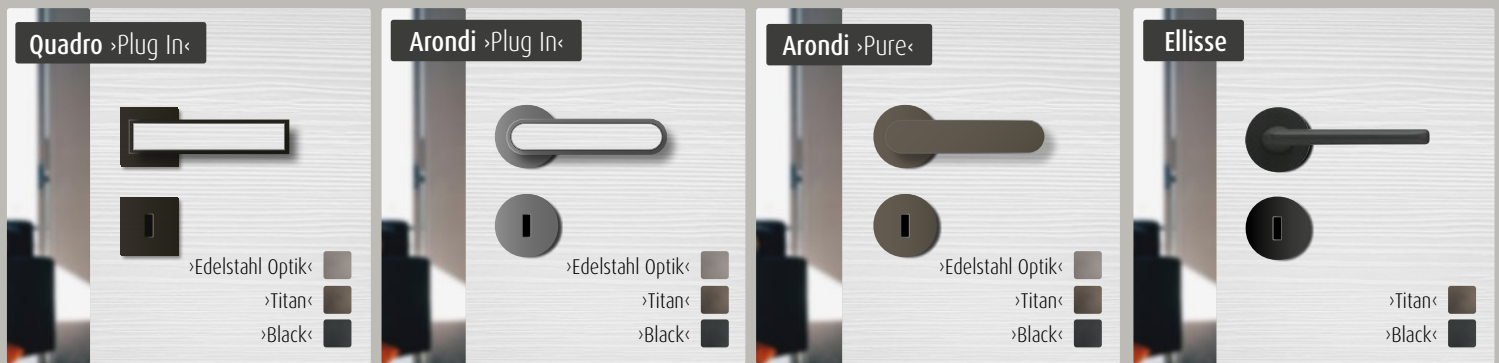 Quadro ›Plug In‹
›Edelstahl Optik‹
›Titan‹
›Black‹
Arondi ›Plug In‹
›Edelstahl Optik‹
›Titan‹
›Black‹
Arondi ›Pure‹
›Edelstahl Optik‹
›Titan‹
›Black‹
Ellisse
›Titan‹
›Black‹